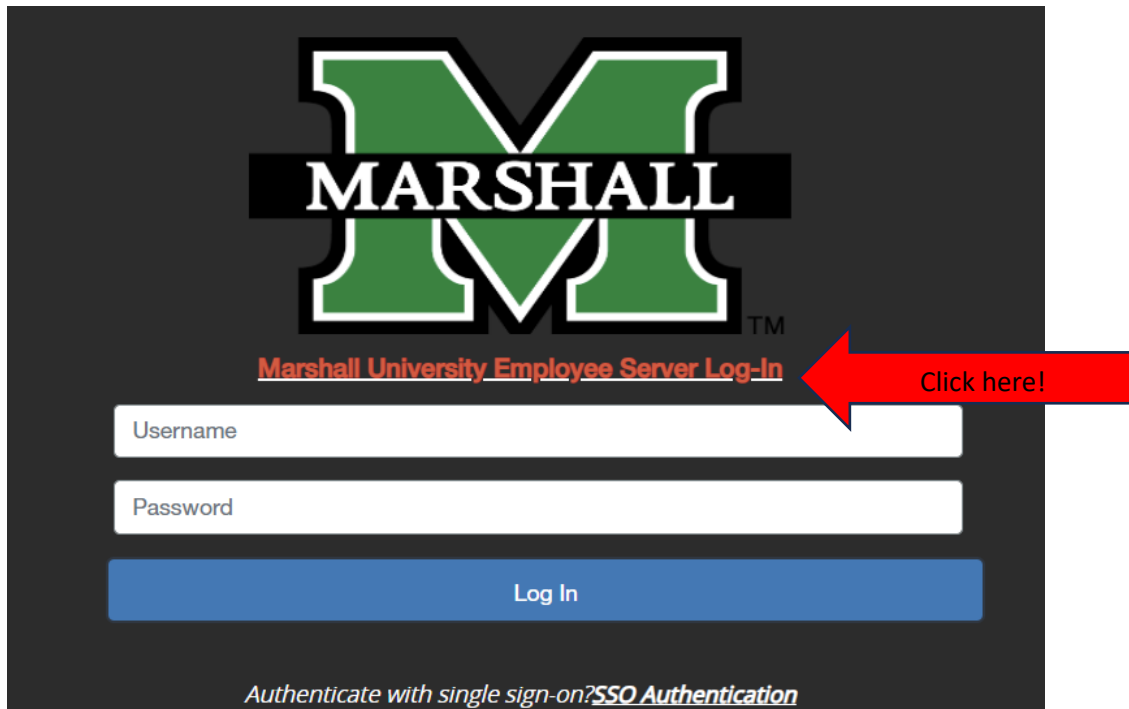 MARSHALL
TM
Marshall University Employee Server Log-In
Click here!
Username
Password
Log In
Authenticate with single sign-on?SSO Authentication